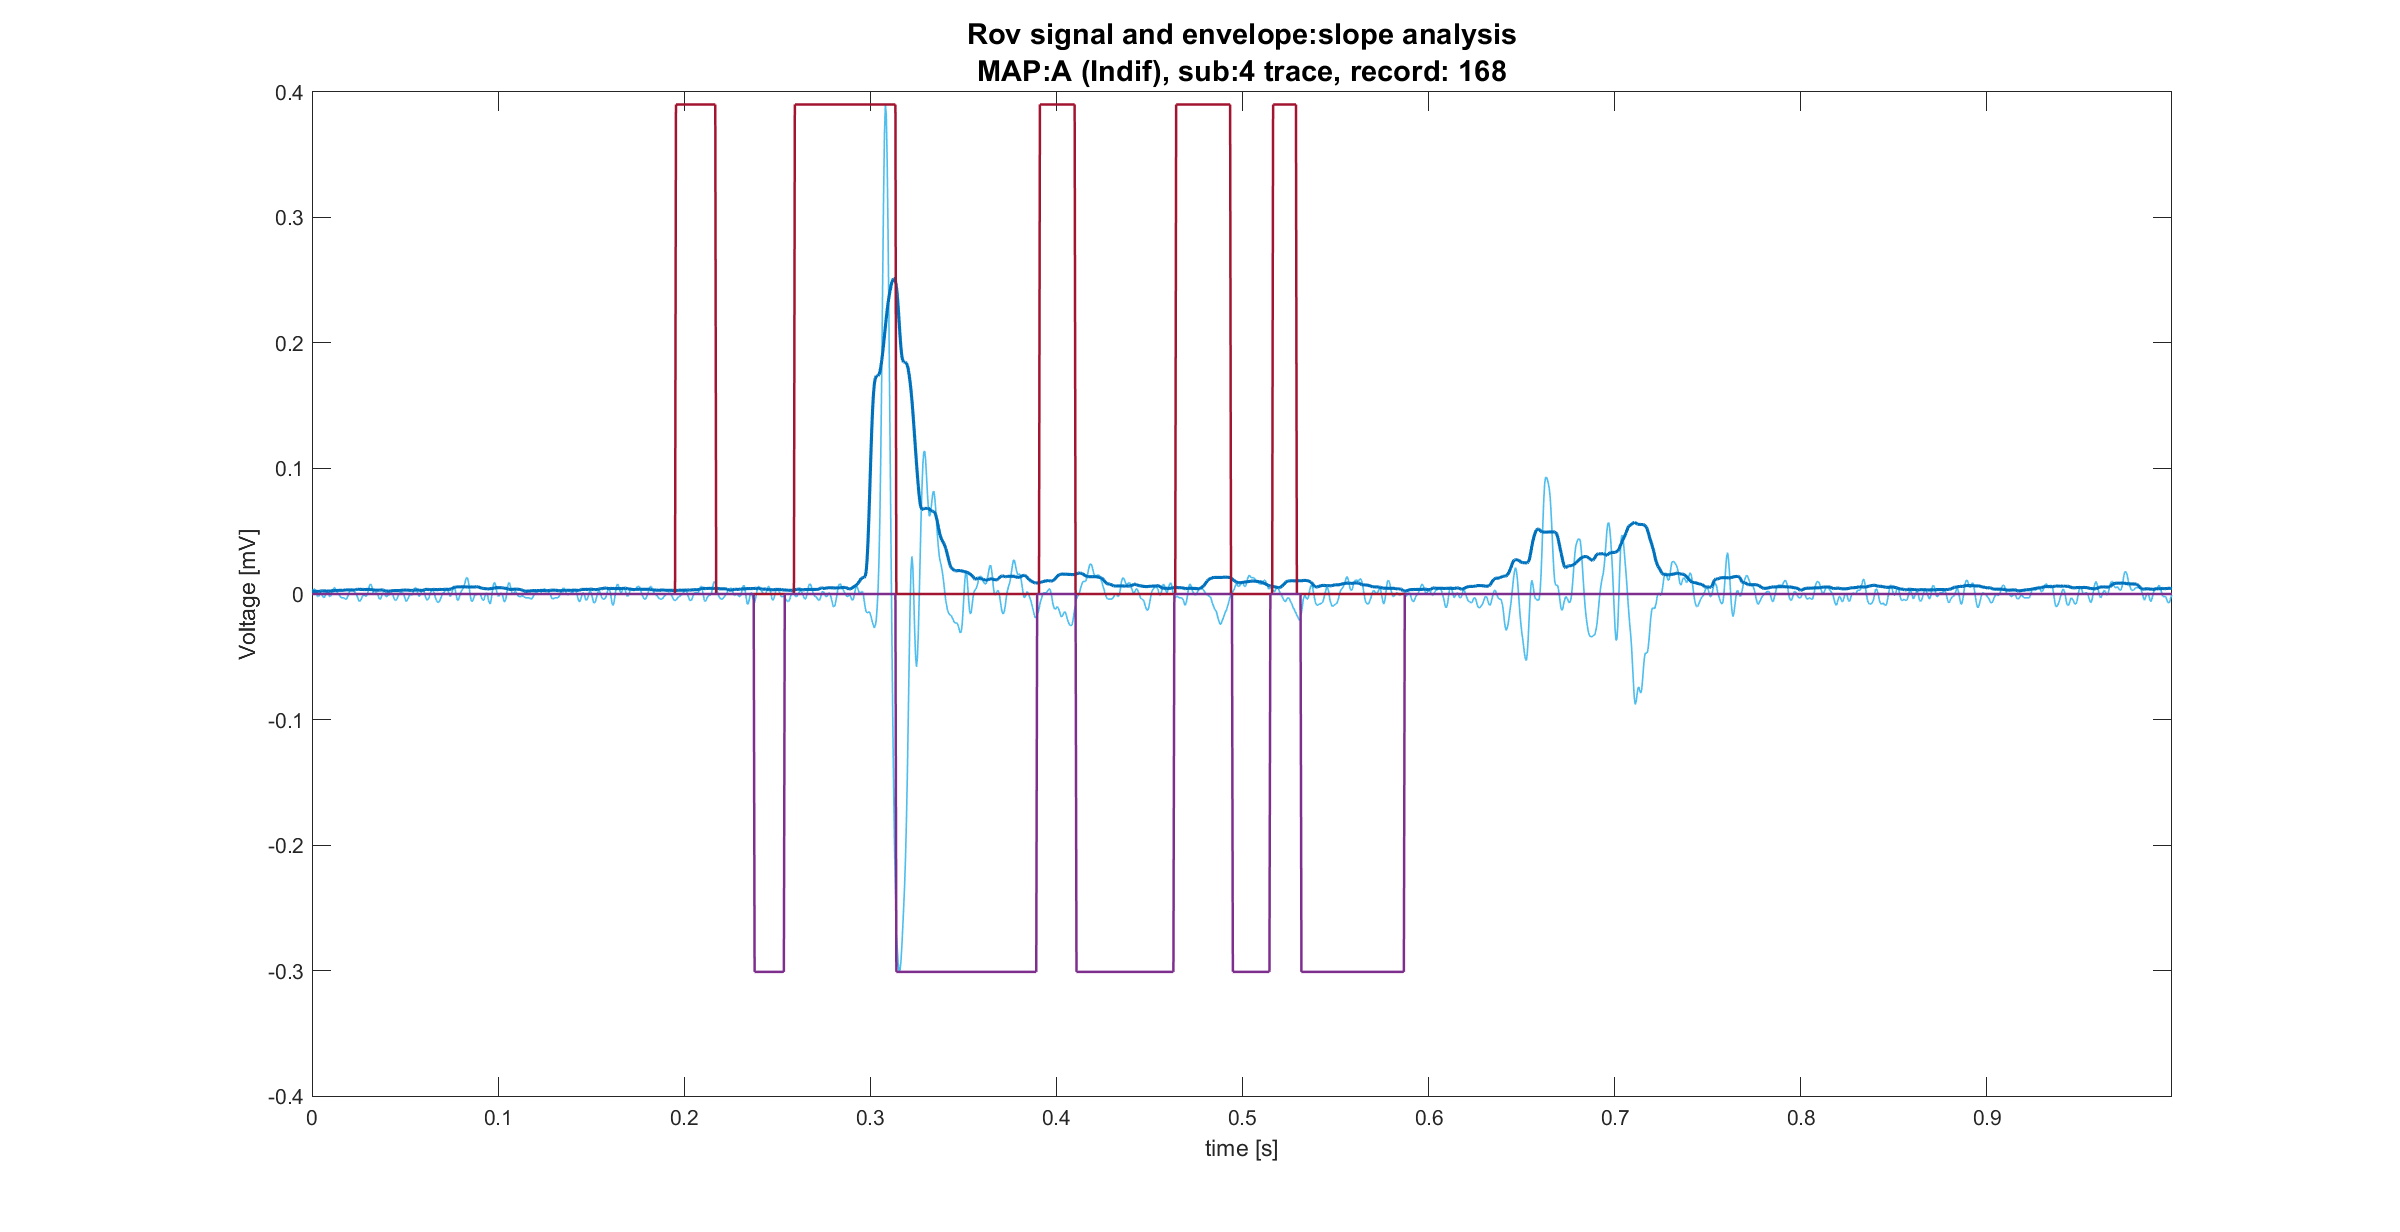 Rov signal and envelope:slope analysis
MAP:A (Indif), sub:4 trace, record: 168
0.4
0.3
0.2
0.1
0
-0.1
-0.2
-0.3
-0.4
Voltage [mV]
0 0.1 0.2 0.3 0.4 0.5 0.6 0.7 0.8 0.9
time [s]